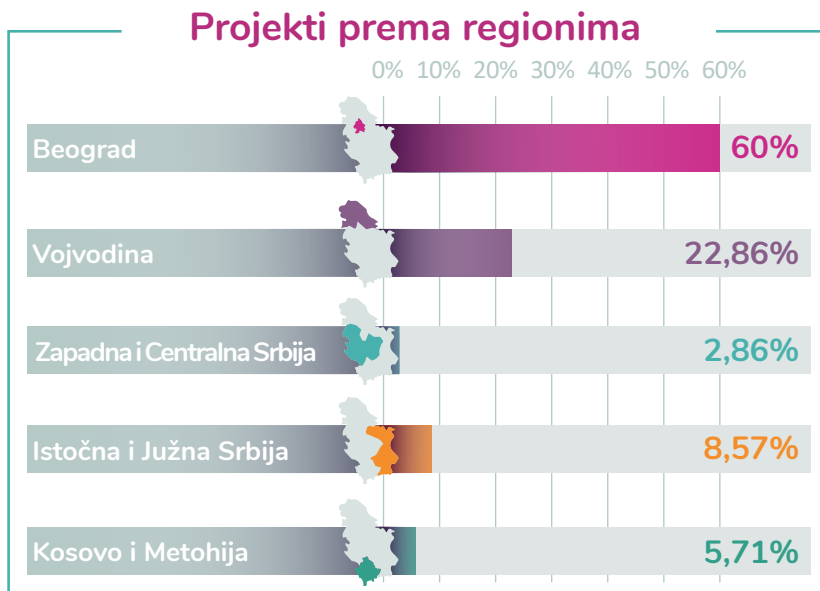 Projekti prema regionima
0% 10% 20% 30% 40% 50% 60%
Beograd 60%
Vojvodina 22,86%
Zapadna i Centralna Srbija 2,86%
Istočna i Južna Srbija 8,57%
Kosovo i Metohija 5,71%